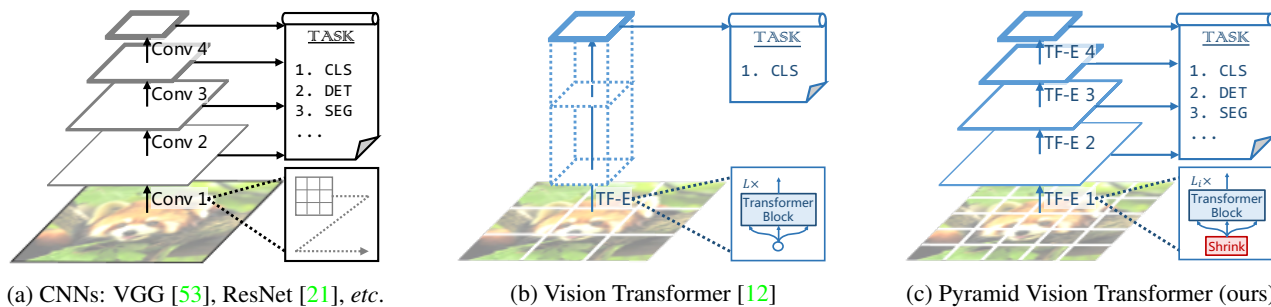 TASK
1. CLS
2. DET
3. SEG
...
Conv 4
Conv 3
Conv 2
Conv 1
(a) CNNs: VGG [53], ResNet [21], etc.
TASK
1. CLS
TF-E
L×
Transformer
Block
(b) Vision Transformer [12]
TASK
1. CLS
2. DET
3. SEG
...
TF-E 4
TF-E 3
TF-E 2
TF-E 1
Lᵢ×
Transformer
Block
Shrink
(c) Pyramid Vision Transformer (ours)